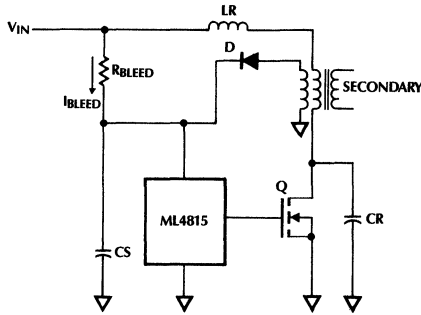 LR
VIN
D
RBLEED
IBLEED
SECONDARY
Q
ML4815
CR
CS